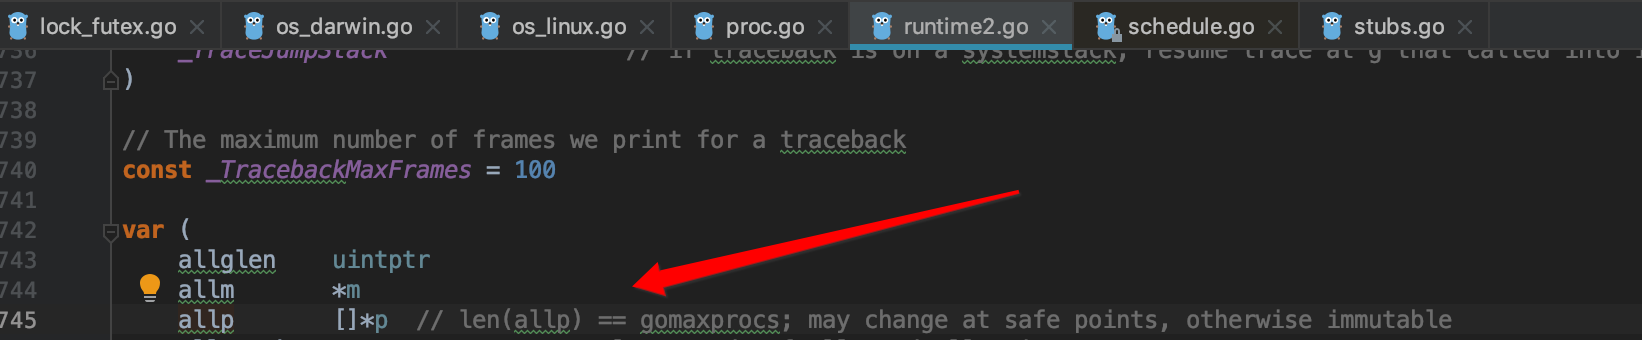 lock_futex.go × os_darwin.go × os_linux.go × proc.go × runtime2.go × schedule.go × stubs.go ×
736 _TraceJumpStack // if traceback is on a systemstack, resume trace at g that called into
737 )
738
739 // The maximum number of frames we print for a traceback
740 const _TracebackMaxFrames = 100
741
742 var (
743 allglen uintptr
744 allm *m
745 allp []*p // len(allp) == gomaxprocs; may change at safe points, otherwise immutable